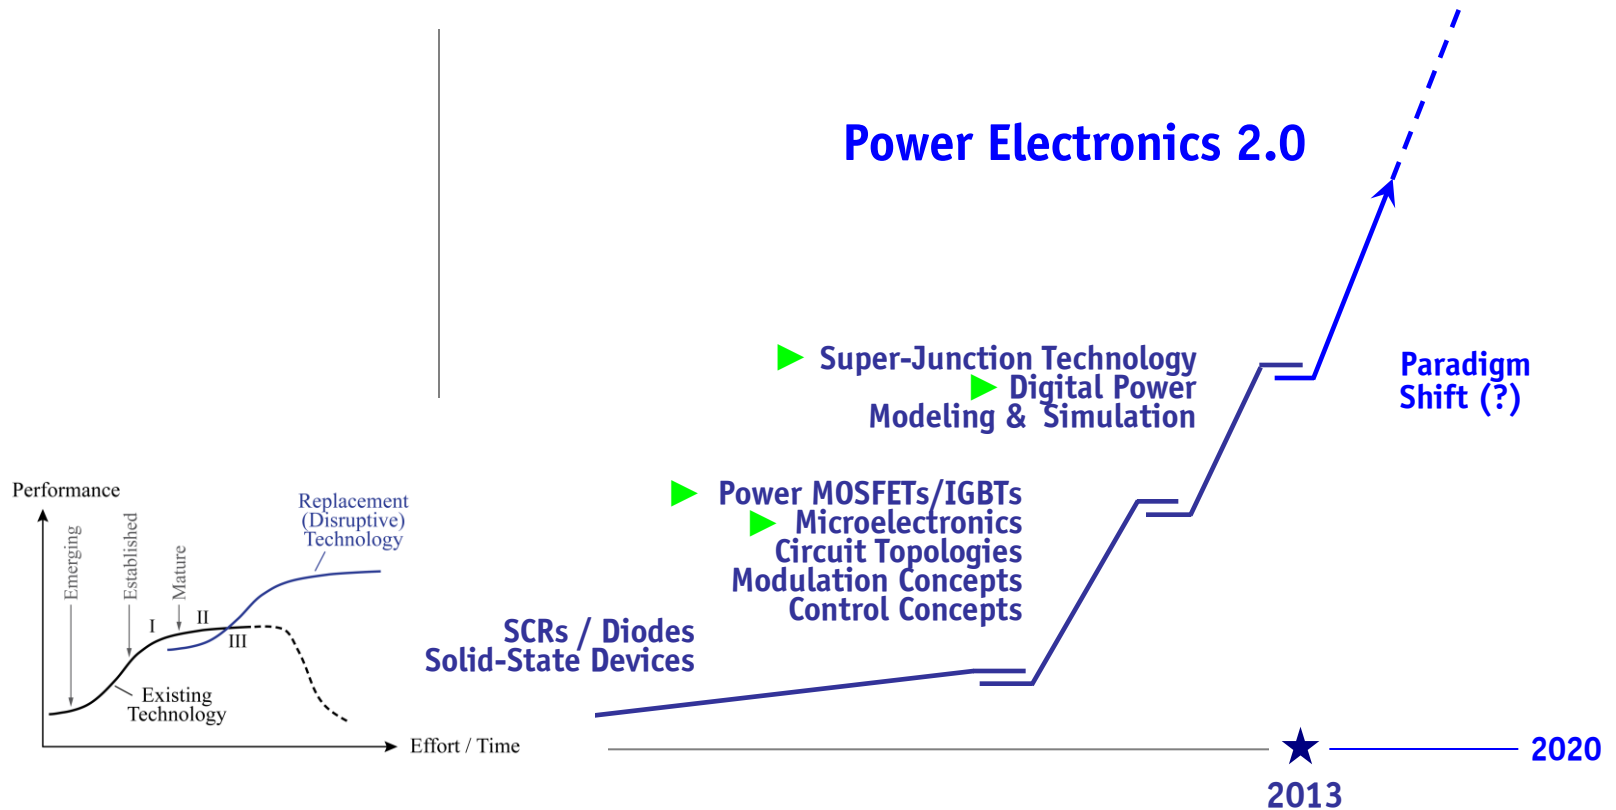 Power Electronics 2.0
Super-Junction Technology
Digital Power
Modeling & Simulation
Paradigm
Shift (?)
Power MOSFETs/IGBTs
Microelectronics
Circuit Topologies
Modulation Concepts
Control Concepts
SCRs / Diodes
Solid-State Devices
Performance
Emerging
Established
Mature
Replacement
(Disruptive)
Technology
I
II
III
Existing
Technology
Effort / Time
2013
2020